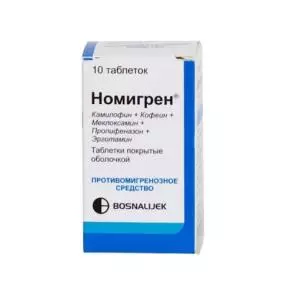 10 таблеток
Номигрен®
Камилофин + Кофеин +
Меклоксамин +
Пропифеназон +
Эрготамин
Таблетки покрытые
оболочкой
ПРОТИВОМИГРЕНОЗНОЕ
СРЕДСТВО
BOSNALIJEK